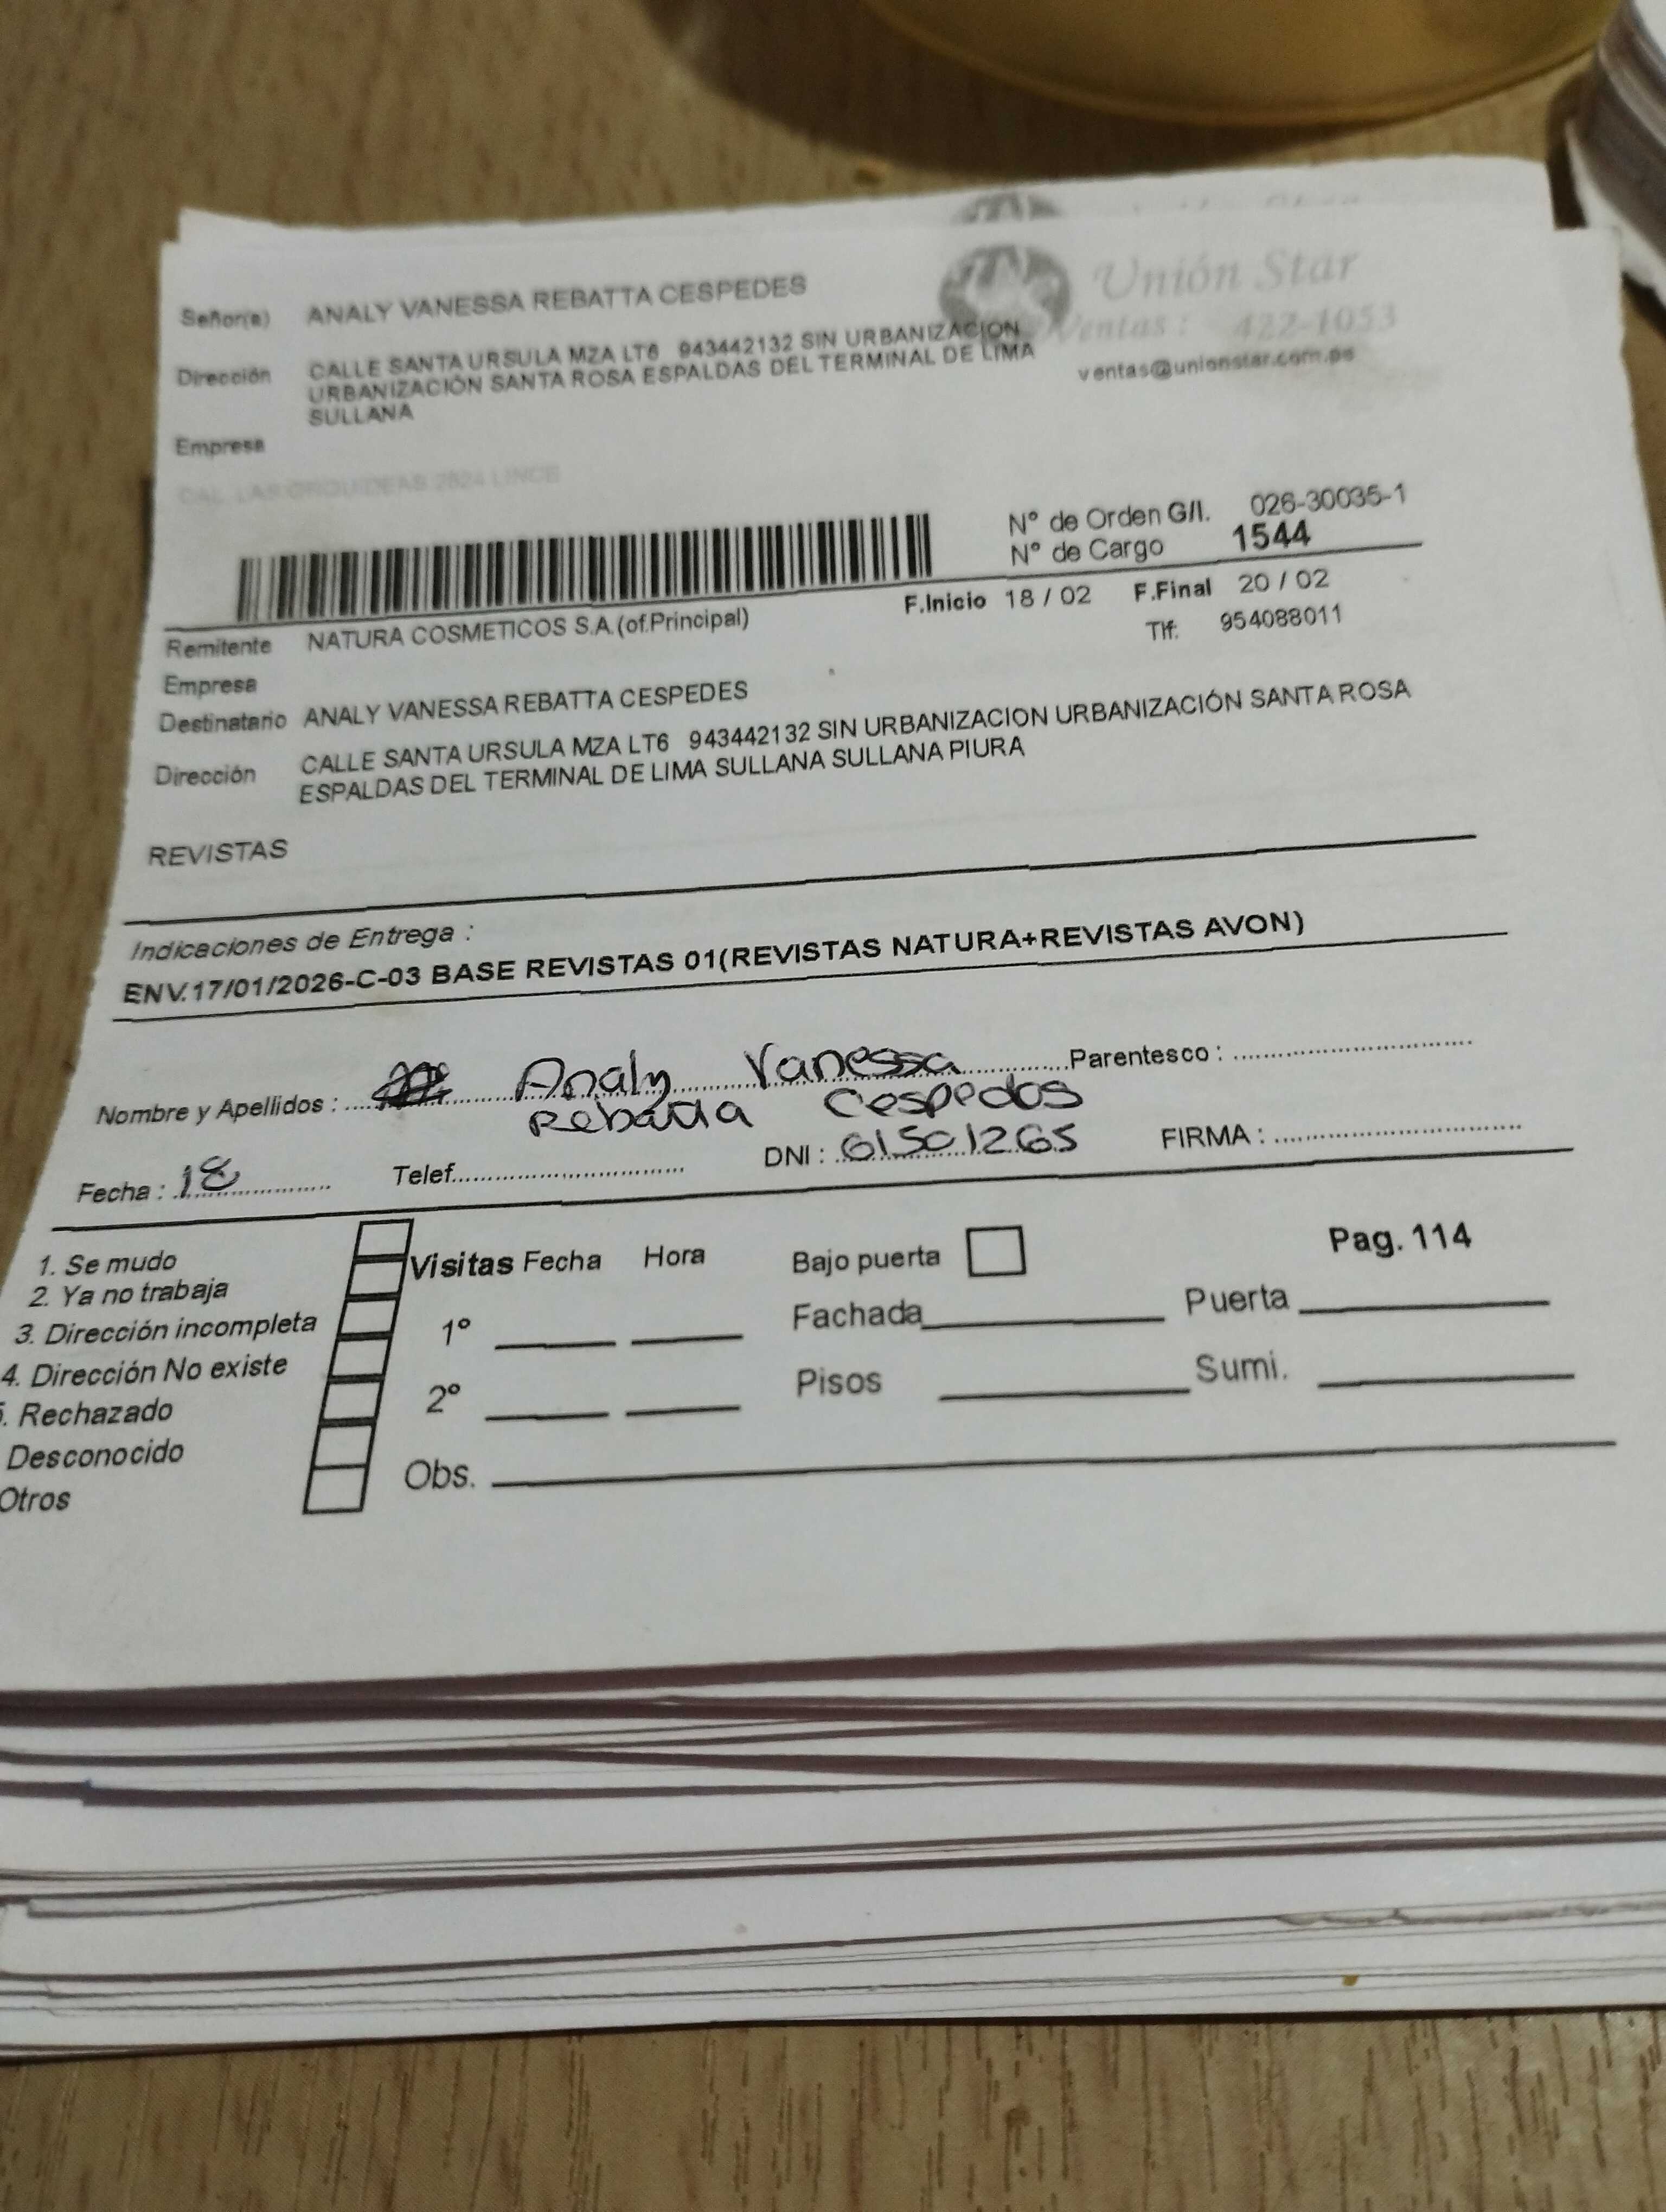 Unión Star
Señor(a) ANALY VANESSA REBATTA CESPEDES
Ventas : 422-1053
Dirección CALLE SANTA URSULA MZA LT6 943442132 SIN URBANIZACION
URBANIZACIÓN SANTA ROSA ESPALDAS DEL TERMINAL DE LIMA
SULLANA
ventas@unionstar.com.pe
Empresa
CAL. LAS ORQUIDEAS 2624 LINCE
N° de Orden G/I. 026-30035-1
N° de Cargo 1544
F.Inicio 18 / 02 F.Final 20 / 02
Remitente NATURA COSMETICOS S.A.(of.Principal) Tlf: 954088011
Empresa
Destinatario ANALY VANESSA REBATTA CESPEDES
Dirección CALLE SANTA URSULA MZA LT6 943442132 SIN URBANIZACION URBANIZACIÓN SANTA ROSA
ESPALDAS DEL TERMINAL DE LIMA SULLANA SULLANA PIURA
REVISTAS
Indicaciones de Entrega :
ENV.17/01/2026-C-03 BASE REVISTAS 01(REVISTAS NATURA+REVISTAS AVON)
Nombre y Apellidos : Analy Vanessa Parentesco :
Rebatta Cespedes
Fecha : 18 Telef. DNI : 61501265 FIRMA :
1. Se mudo
2. Ya no trabaja
3. Dirección incompleta
4. Dirección No existe
5. Rechazado
Desconocido
Otros
Visitas Fecha Hora
1°
2°
Obs.
Bajo puerta Pag. 114
Fachada Puerta
Pisos Sumi.